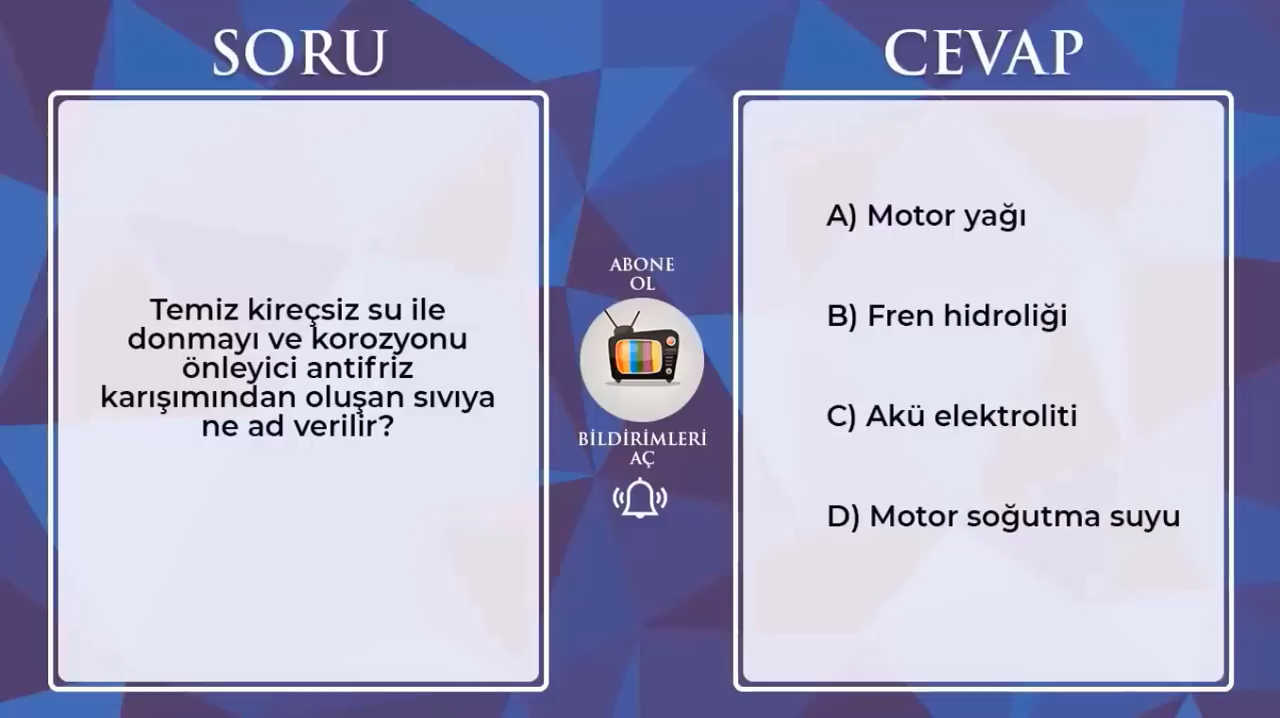 SORU
Temiz kireçsiz su ile
donmayı ve korozyonu
önleyici antifriz
karışımından oluşan sıvıya
ne ad verilir?
ABONE
OL
BİLDİRİMLERİ
AÇ
CEVAP
A) Motor yağı
B) Fren hidroliği
C) Akü elektroliti
D) Motor soğutma suyu